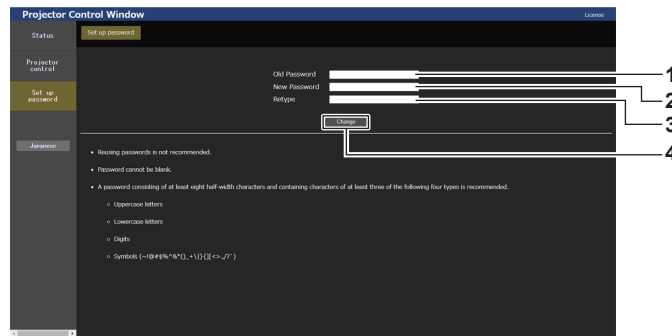 Projector Control Window
License
Status
Set up password
Projector
control
Set up
password
Japanese
Old Password
New Password
Retype
Change
1
2
3
4
• Reusing passwords is not recommended.
• Password cannot be blank.
• A password consisting of at least eight half-width characters and containing characters of at least three of the following four types is recommended.
○ Uppercase letters
○ Lowercase letters
○ Digits